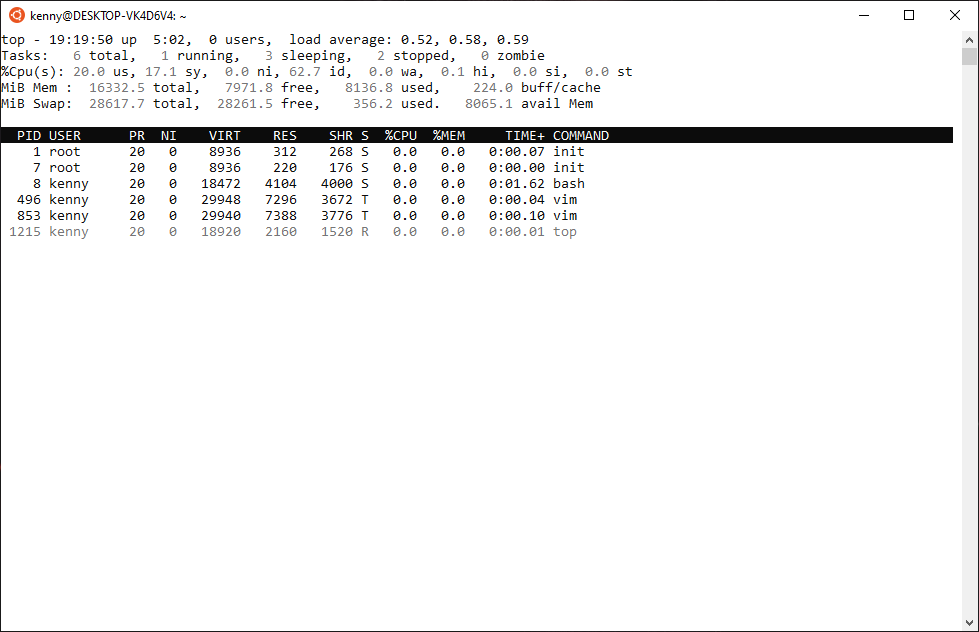 kenny@DESKTOP-VK4D6V4: ~
top - 19:19:50 up  5:02,  0 users,  load average: 0.52, 0.58, 0.59
Tasks:   6 total,   1 running,   3 sleeping,   2 stopped,   0 zombie
%Cpu(s): 20.0 us, 17.1 sy,  0.0 ni, 62.7 id,  0.0 wa,  0.1 hi,  0.0 si,  0.0 st
MiB Mem :  16332.5 total,   7971.8 free,   8136.8 used,    224.0 buff/cache
MiB Swap:  28617.7 total,  28261.5 free,    356.2 used.   8065.1 avail Mem
  PID USER      PR  NI    VIRT    RES    SHR S  %CPU  %MEM     TIME+ COMMAND
    1 root      20   0    8936    312    268 S   0.0   0.0   0:00.07 init
    7 root      20   0    8936    220    176 S   0.0   0.0   0:00.00 init
    8 kenny     20   0   18472   4104   4000 S   0.0   0.0   0:01.62 bash
  496 kenny     20   0   29948   7296   3672 T   0.0   0.0   0:00.04 vim
  853 kenny     20   0   29940   7388   3776 T   0.0   0.0   0:00.10 vim
 1215 kenny     20   0   18920   2160   1520 R   0.0   0.0   0:00.01 top